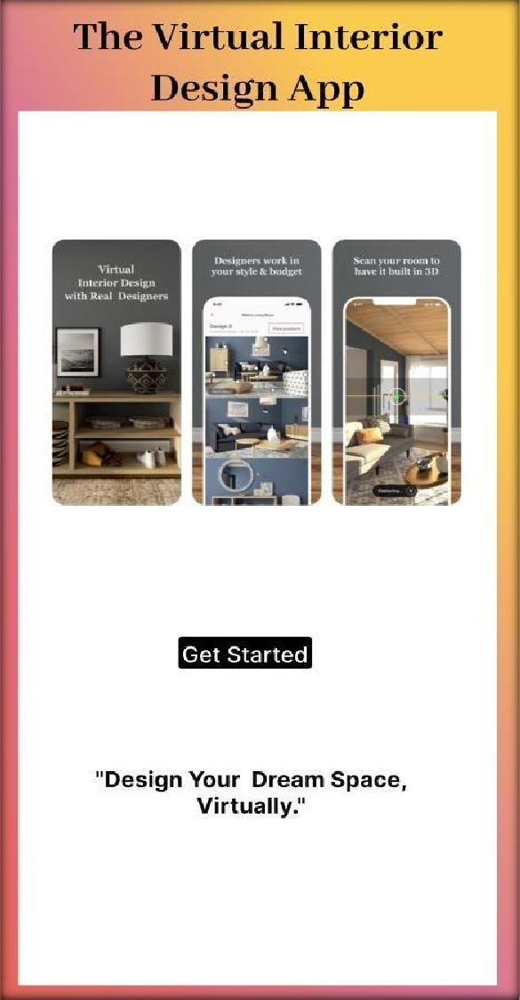 The Virtual Interior
Design App
Virtual
Interior Design
with Real Designers
Designers work in
your style & budget
Design 3
View products
Scan your room to
have it built in 3D
Capturing...
Get Started
"Design Your Dream Space,
Virtually."